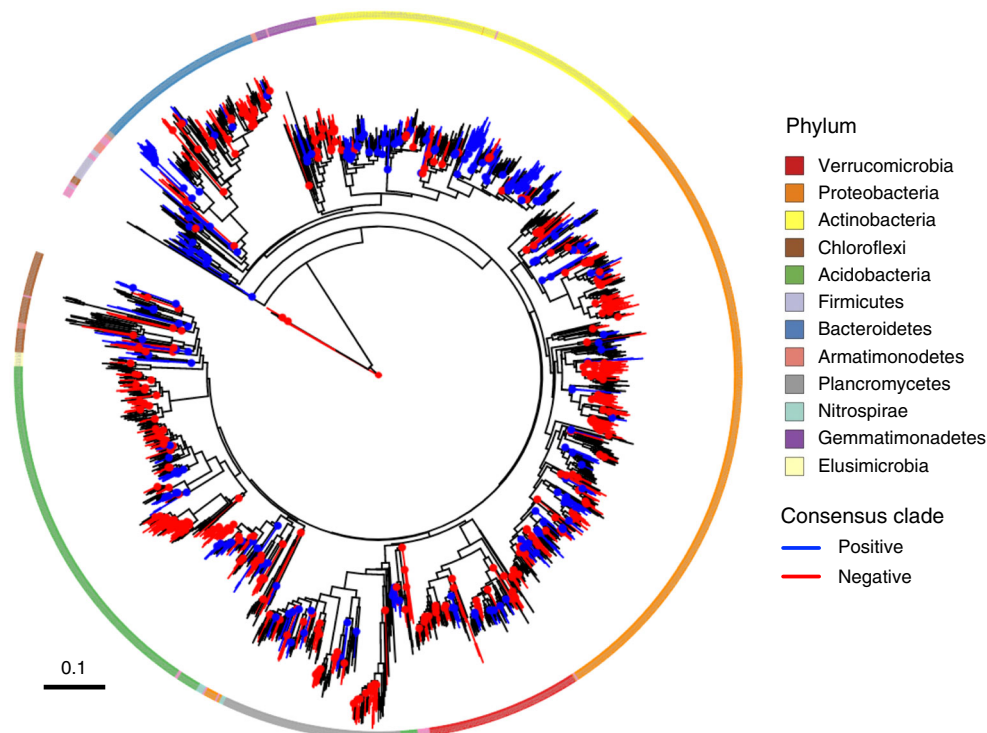 Phylum
Verrucomicrobia
Proteobacteria
Actinobacteria
Chloroflexi
Acidobacteria
Firmicutes
Bacteroidetes
Armatimonodetes
Plancromycetes
Nitrospirae
Gemmatimonadetes
Elusimicrobia
Consensus clade
Positive
Negative
0.1